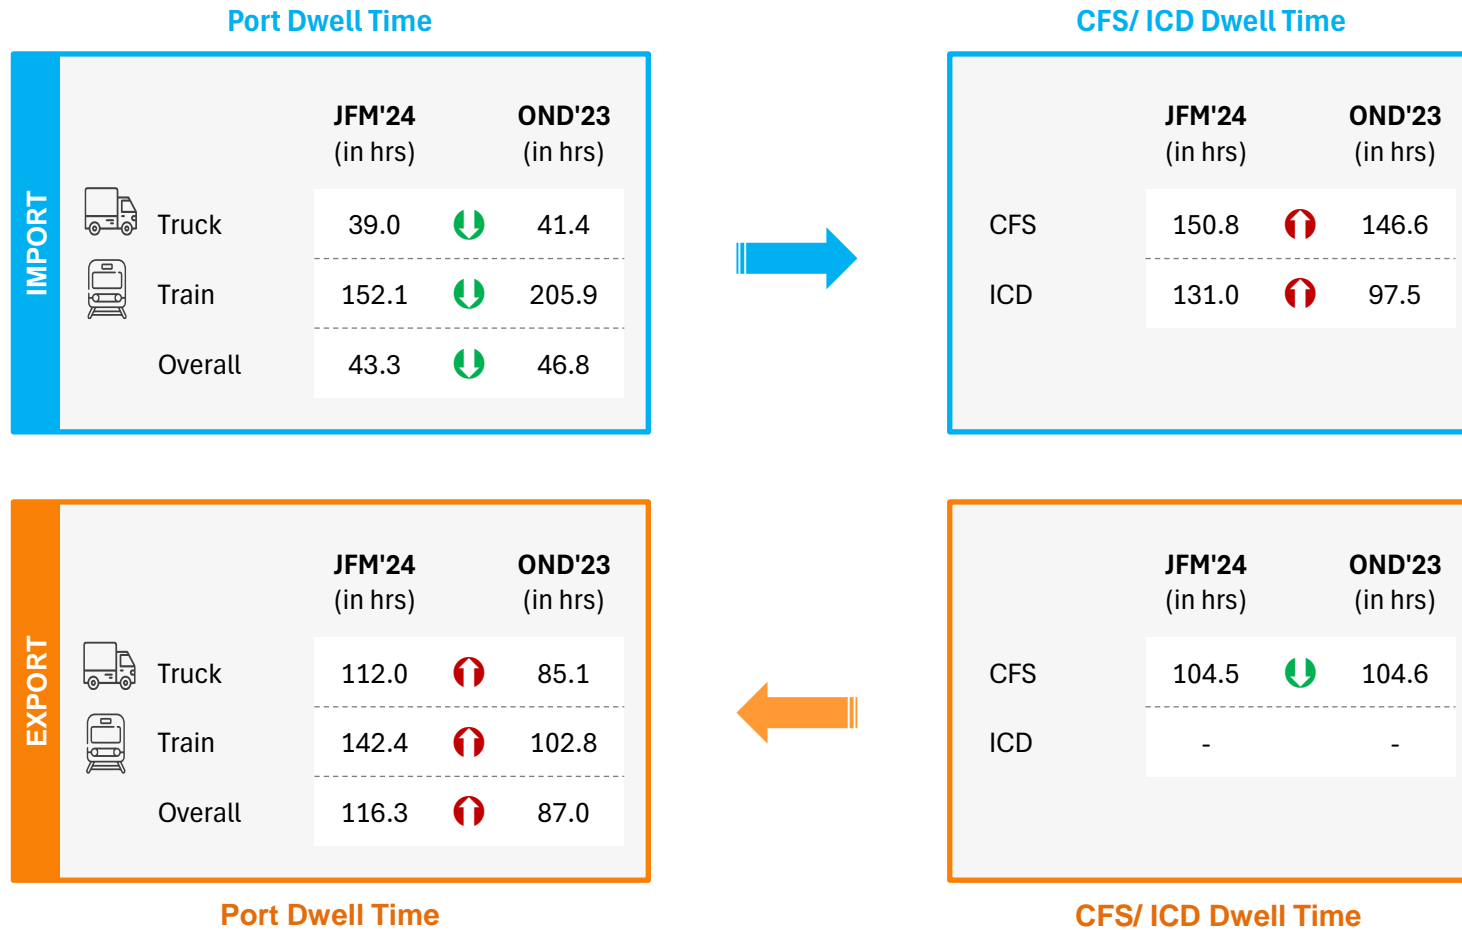 Port Dwell Time
CFS/ ICD Dwell Time
IMPORT
JFM'24 OND'23
(in hrs) (in hrs)
Truck 39.0 41.4
Train 152.1 205.9
Overall 43.3 46.8
JFM'24 OND'23
(in hrs) (in hrs)
CFS 150.8 146.6
ICD 131.0 97.5
EXPORT
JFM'24 OND'23
(in hrs) (in hrs)
Truck 112.0 85.1
Train 142.4 102.8
Overall 116.3 87.0
JFM'24 OND'23
(in hrs) (in hrs)
CFS 104.5 104.6
ICD - -
Port Dwell Time
CFS/ ICD Dwell Time